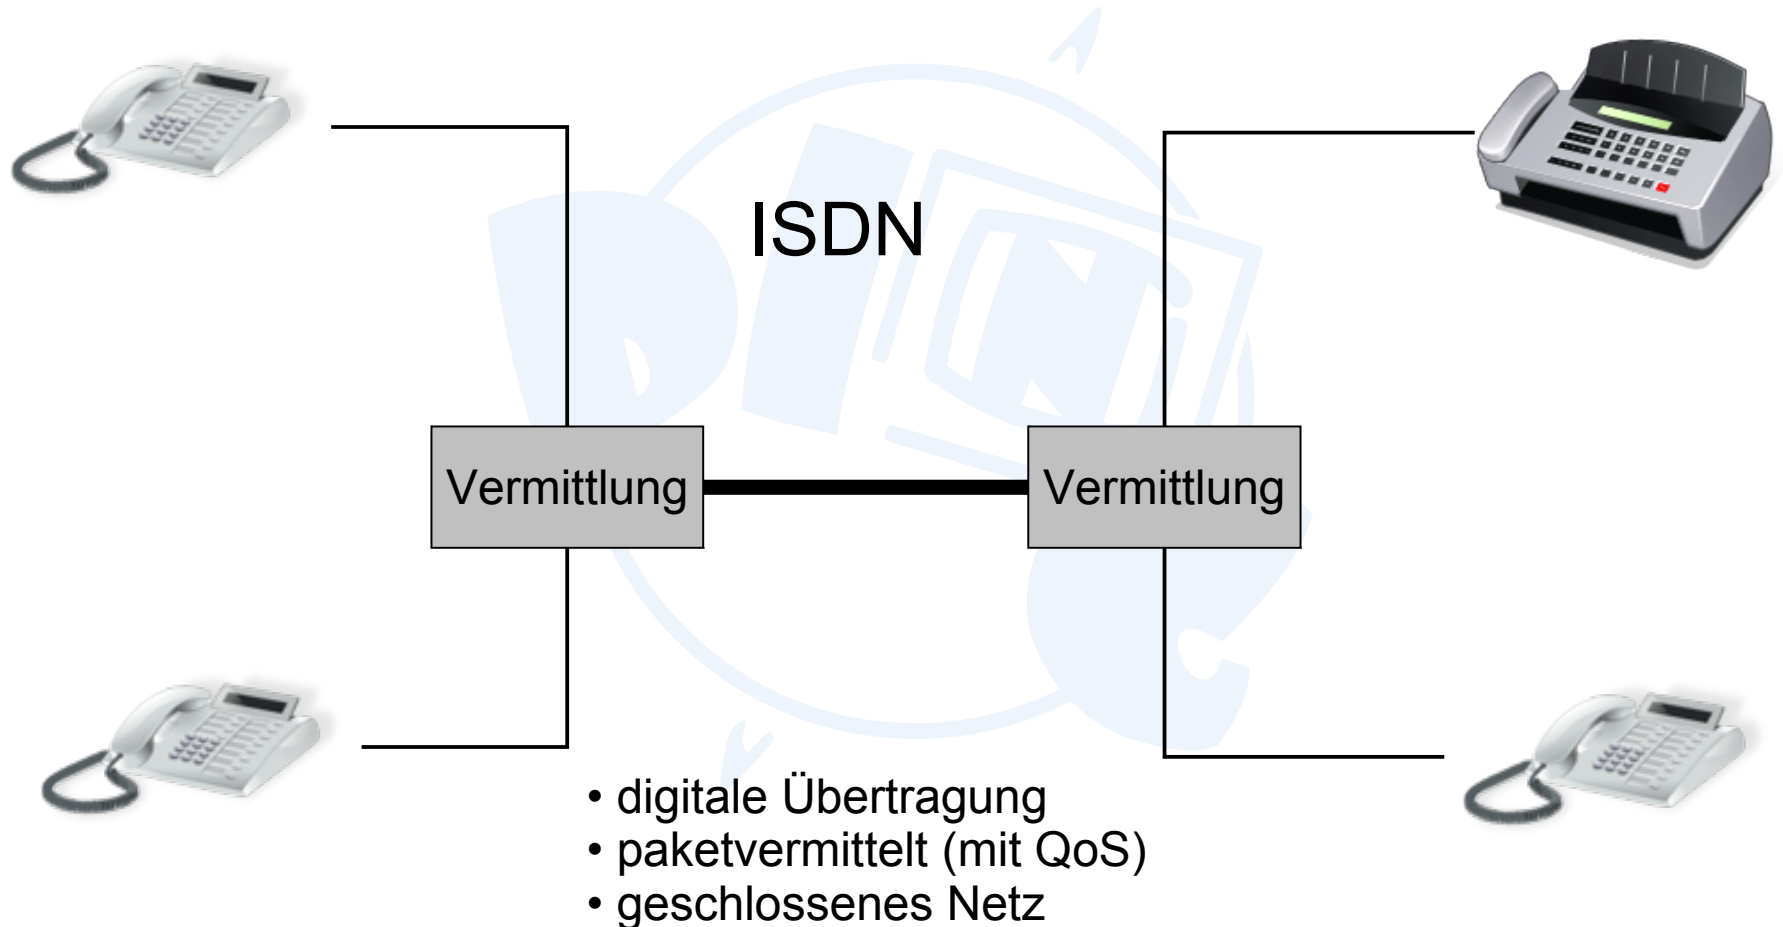 ISDN
Vermittlung
Vermittlung
• digitale Übertragung
• paketvermittelt (mit QoS)
• geschlossenes Netz